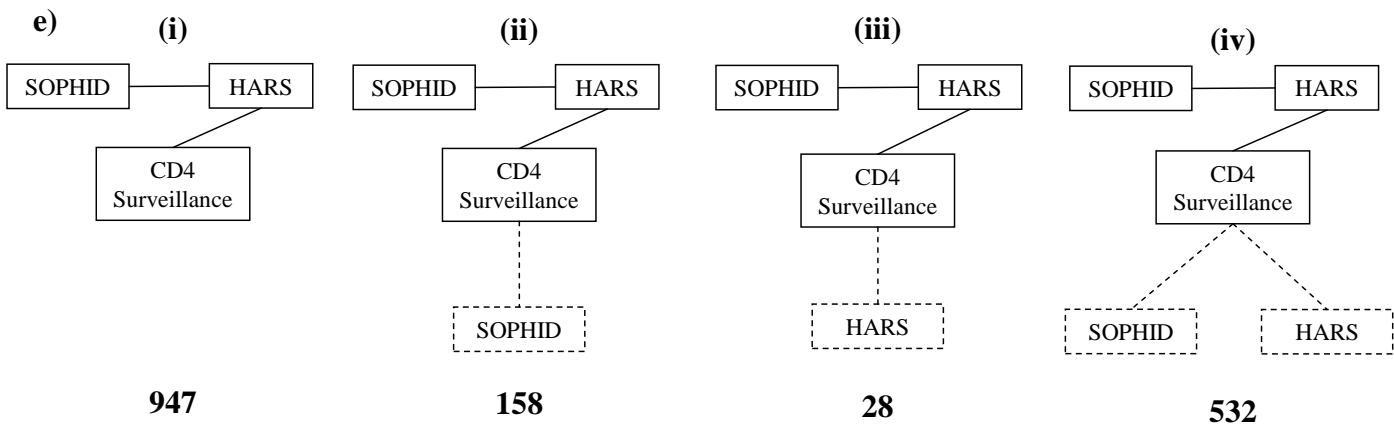 e)
(i)
SOPHID
HARS
CD4
Surveillance
947
(ii)
SOPHID
HARS
CD4
Surveillance
SOPHID
158
(iii)
SOPHID
HARS
CD4
Surveillance
HARS
28
(iv)
SOPHID
HARS
CD4
Surveillance
SOPHID
HARS
532